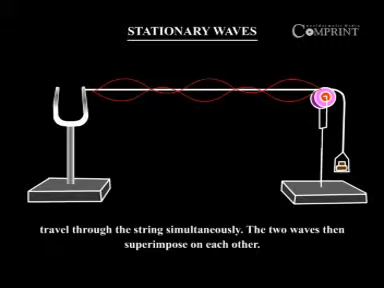 STATIONARY WAVES
COMPRINT
travel through the string simultaneously. The two waves then
superimpose on each other.